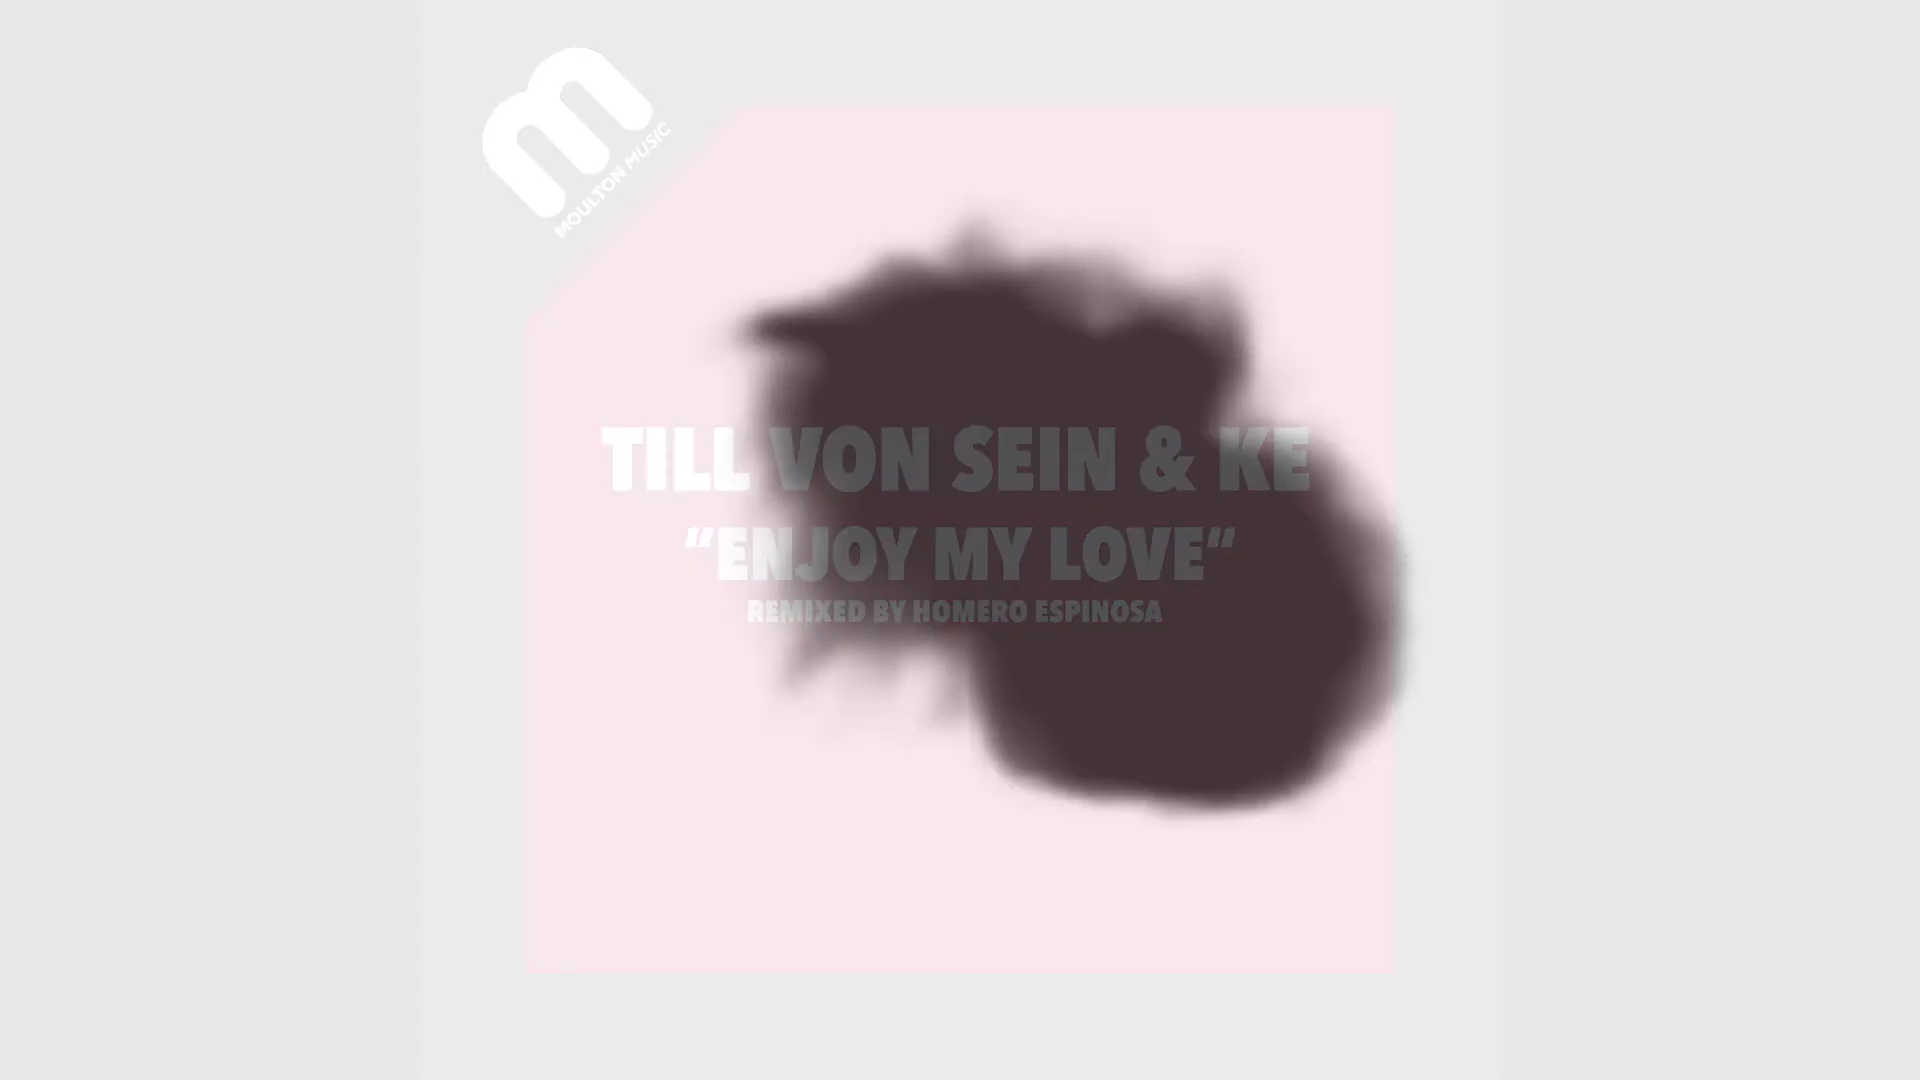 MOULTON MUSIC
TILL VON SEIN & KE
“ENJOY MY LOVE“
REMIXED BY HOMERO ESPINOSA